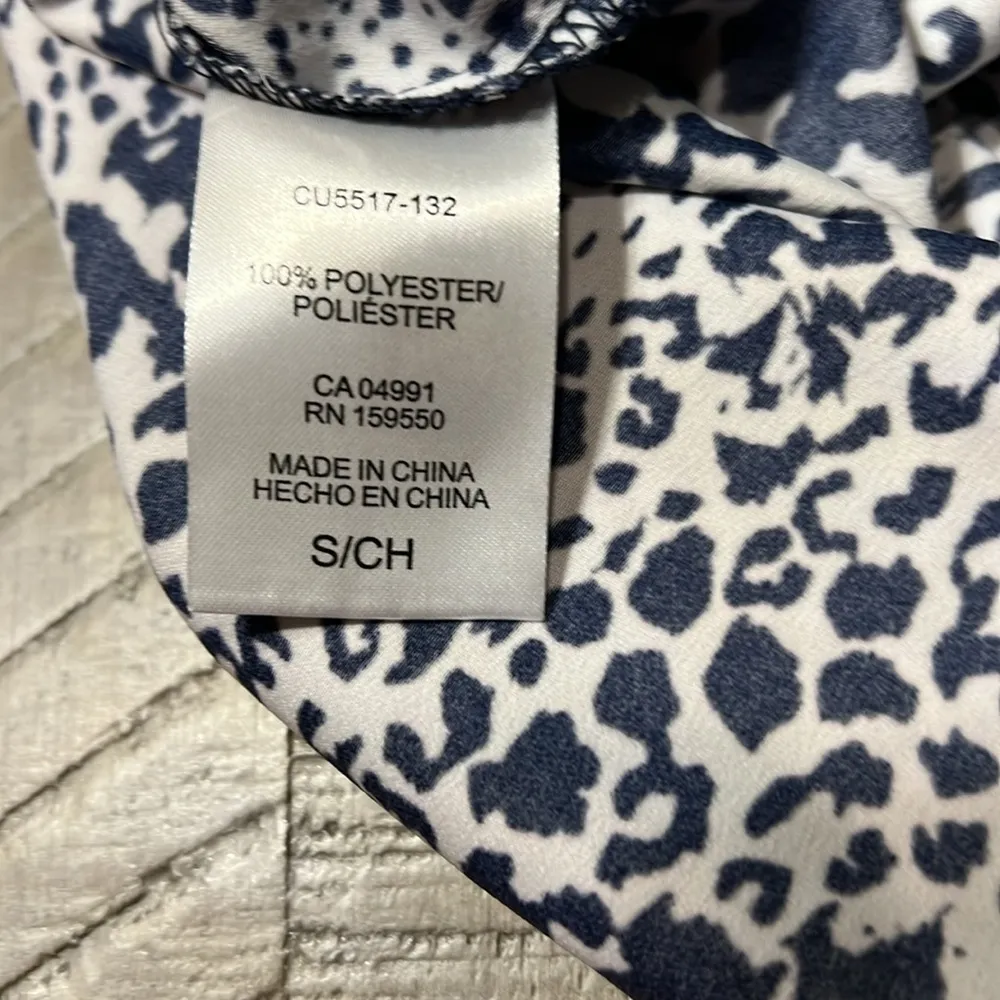 CU5517-132
100% POLYESTER/
POLIÉSTER
CA 04991
RN 159550
MADE IN CHINA
HECHO EN CHINA
S/CH